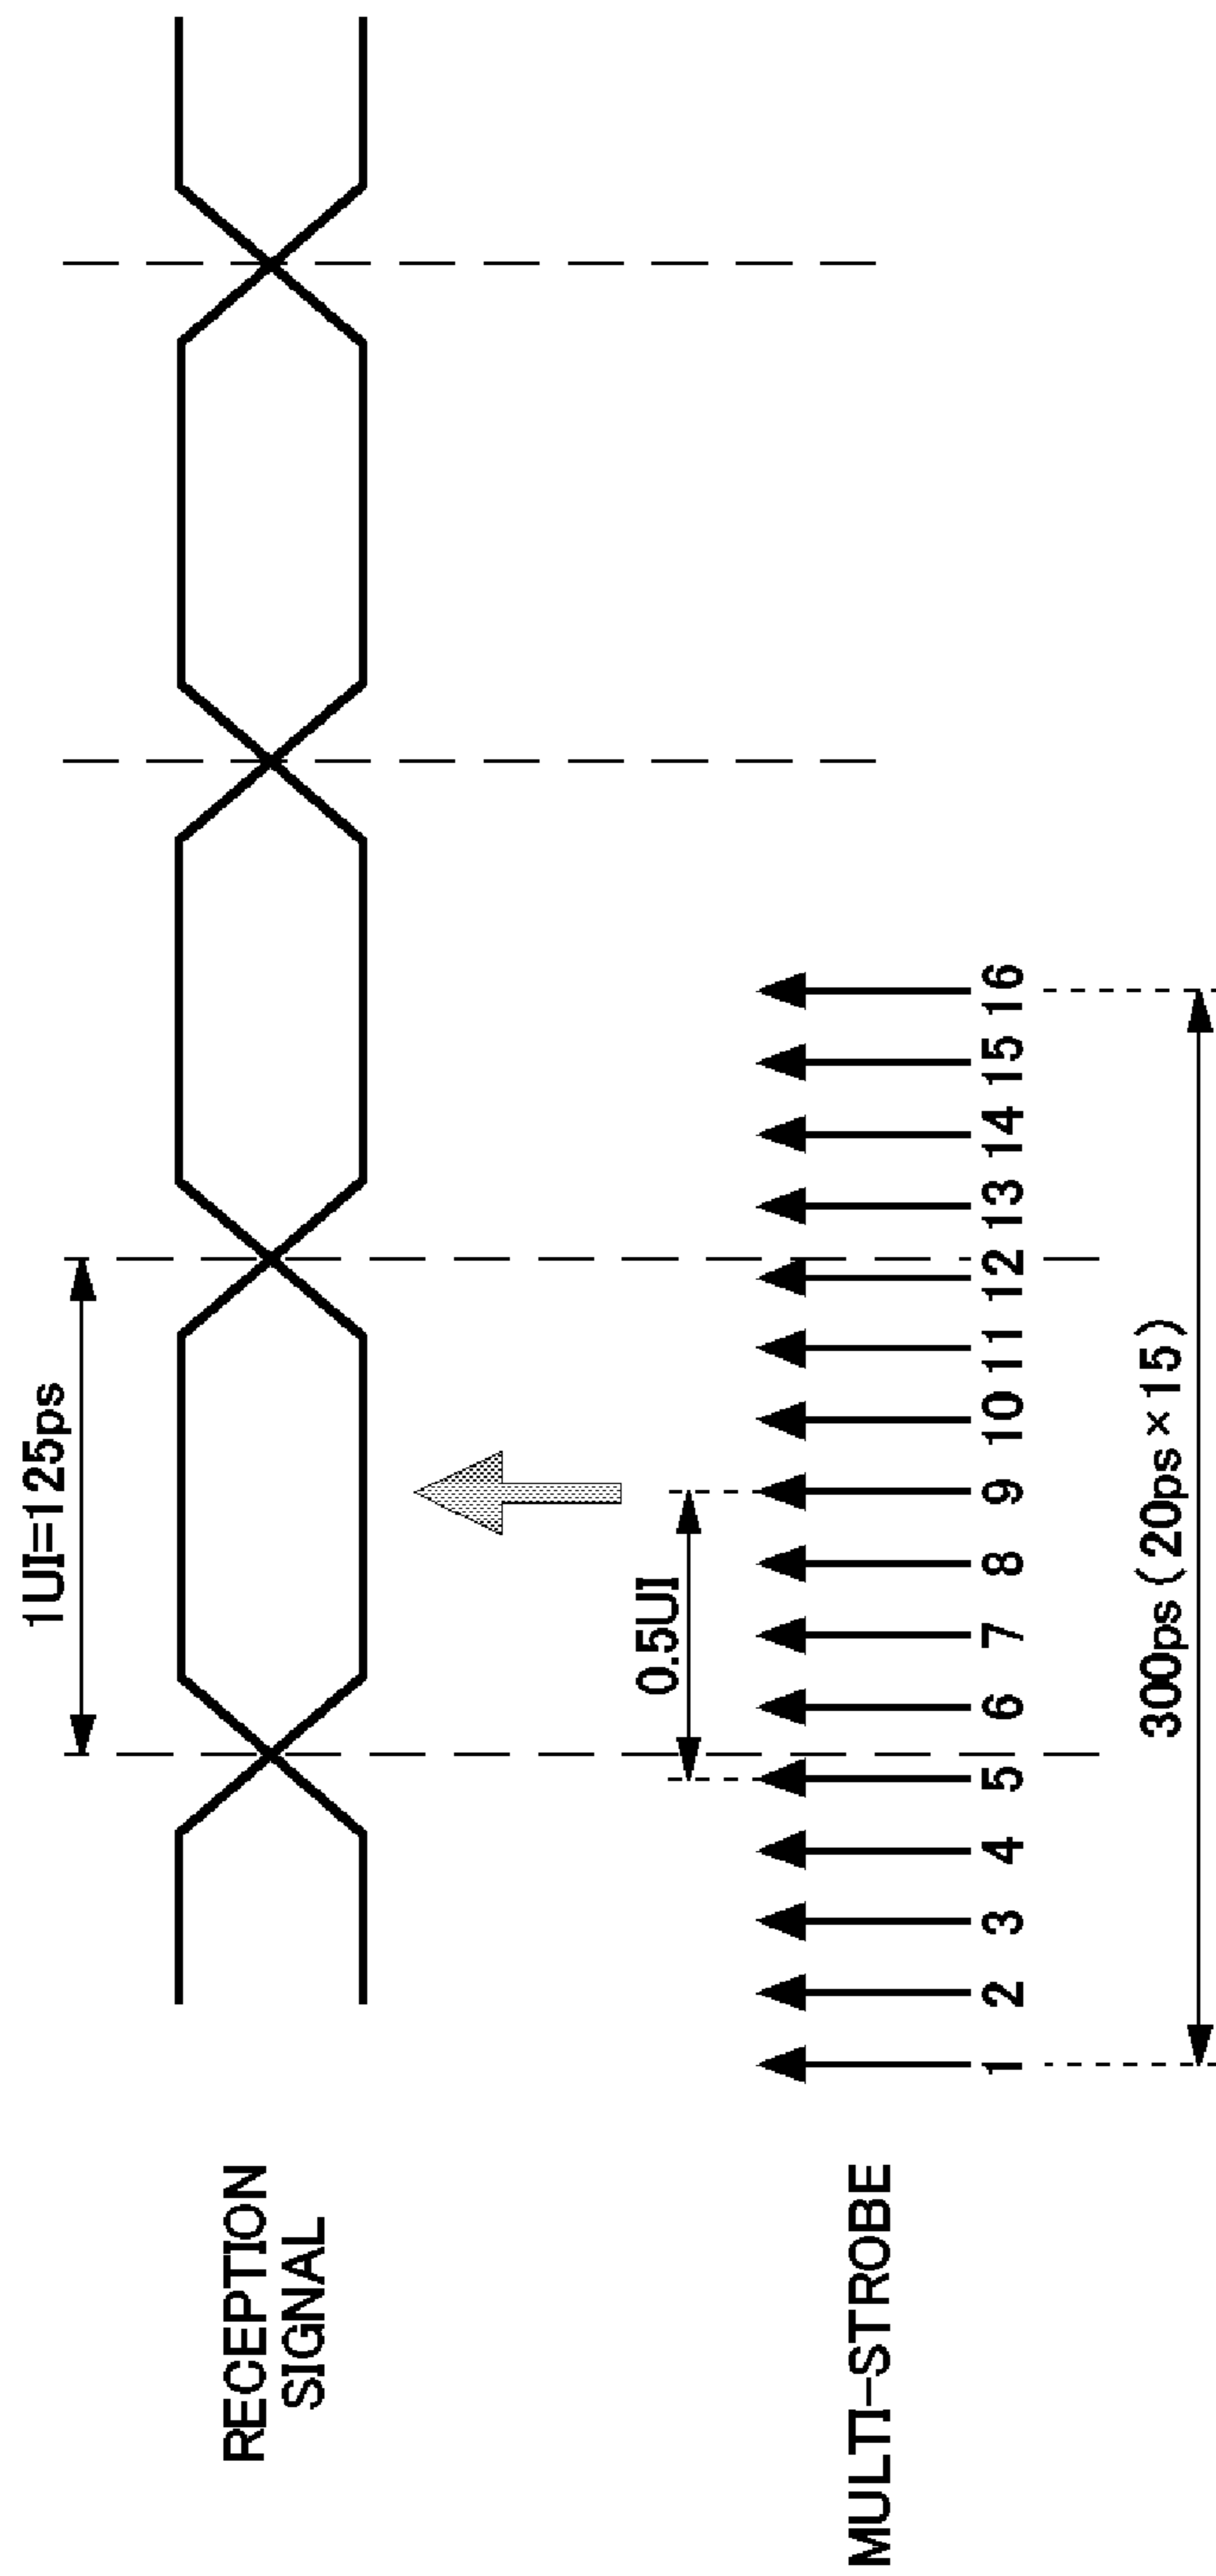 1UI=125ps
RECEPTION
SIGNAL
0.5UI
MULTI-STROBE
1 2 3 4 5 6 7 8 9 10 11 12 13 14 15 16
300ps (20ps × 15)